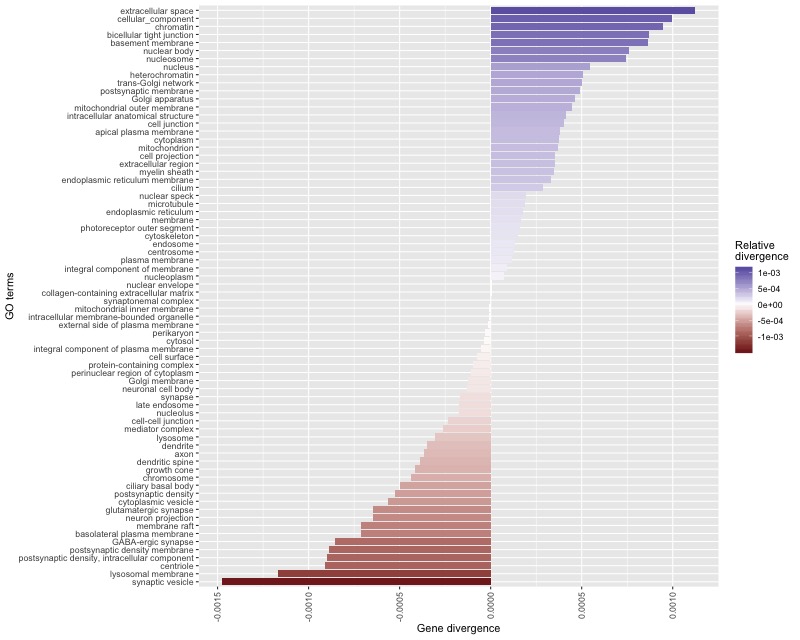 extracellular space
cellular_component
chromatin
bicellular tight junction
basement membrane
nuclear body
nucleosome
nucleus
heterochromatin
trans-Golgi network
postsynaptic membrane
Golgi apparatus
mitochondrial outer membrane
intracellular anatomical structure
cell junction
apical plasma membrane
cytoplasm
mitochondrion
cell projection
extracellular region
myelin sheath
endoplasmic reticulum membrane
cilium
nuclear speck
microtubule
endoplasmic reticulum
membrane
photoreceptor outer segment
cytoskeleton
endosome
centrosome
plasma membrane
integral component of membrane
nucleoplasm
nuclear envelope
collagen-containing extracellular matrix
synaptonemal complex
mitochondrial inner membrane
intracellular membrane-bounded organelle
external side of plasma membrane
perikaryon
cytosol
integral component of plasma membrane
cell surface
protein-containing complex
perinuclear region of cytoplasm
Golgi membrane
neuronal cell body
synapse
late endosome
nucleolus
cell-cell junction
mediator complex
lysosome
dendrite
axon
dendritic spine
growth cone
chromosome
ciliary basal body
postsynaptic density
cytoplasmic vesicle
glutamatergic synapse
neuron projection
membrane raft
basolateral plasma membrane
GABA-ergic synapse
postsynaptic density membrane
postsynaptic density, intracellular component
centriole
lysosomal membrane
synaptic vesicle
GO terms
-0.0015
-0.0010
-0.0005
0.0000
0.0005
0.0010
Gene divergence
Relative
divergence
1e-03
5e-04
0e+00
-5e-04
-1e-03